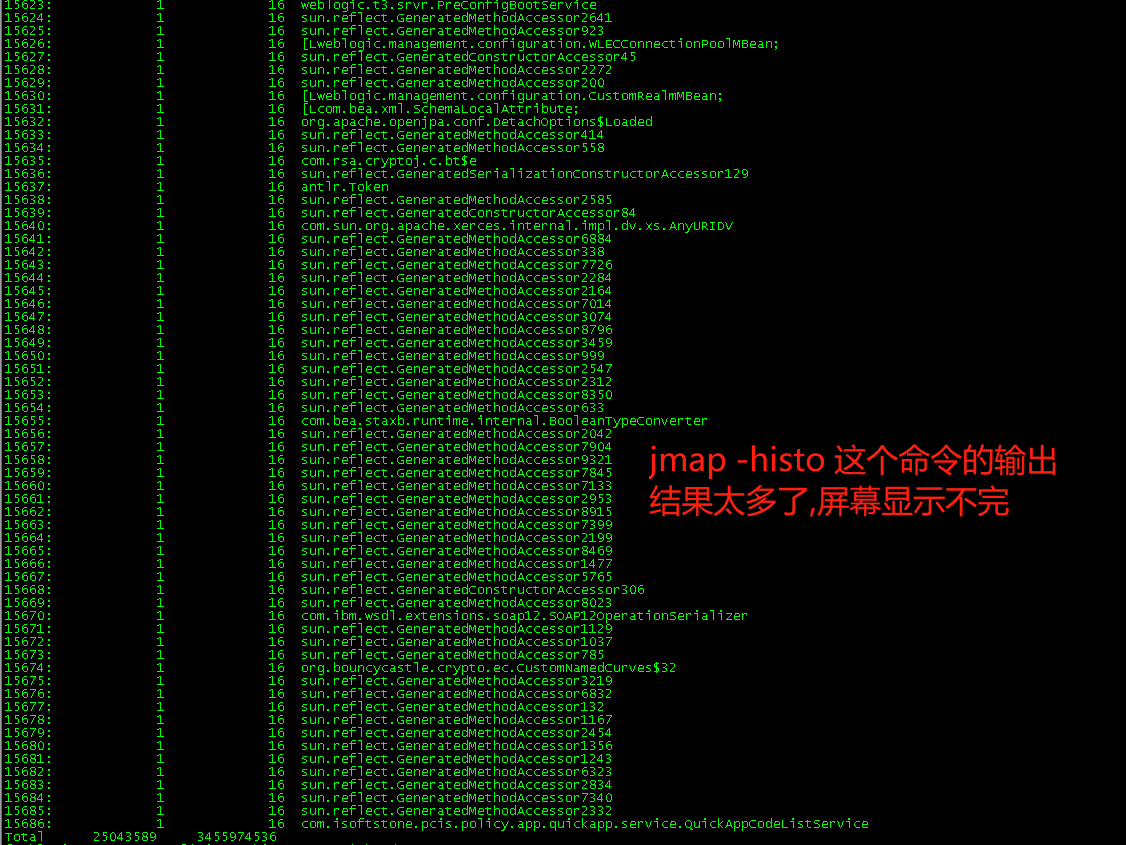 15623: 1 16 weblogic.t3.srvr.PreConfigBootService
15624: 1 16 sun.reflect.GeneratedMethodAccessor2641
15625: 1 16 sun.reflect.GeneratedMethodAccessor923
15626: 1 16 [Lweblogic.management.configuration.WLECConnectionPoolMBean;
15627: 1 16 sun.reflect.GeneratedConstructorAccessor45
15628: 1 16 sun.reflect.GeneratedMethodAccessor2272
15629: 1 16 sun.reflect.GeneratedMethodAccessor200
15630: 1 16 [Lweblogic.management.configuration.CustomRealmMBean;
15631: 1 16 [Lcom.bea.xml.SchemaLocalAttribute;
15632: 1 16 org.apache.openjpa.conf.DetachOptions$Loaded
15633: 1 16 sun.reflect.GeneratedMethodAccessor414
15634: 1 16 sun.reflect.GeneratedMethodAccessor558
15635: 1 16 com.rsa.cryptoj.c.bt$e
15636: 1 16 sun.reflect.GeneratedSerializationConstructorAccessor129
15637: 1 16 antlr.Token
15638: 1 16 sun.reflect.GeneratedMethodAccessor2585
15639: 1 16 sun.reflect.GeneratedConstructorAccessor84
15640: 1 16 com.sun.org.apache.xerces.internal.impl.dv.xs.AnyURIDV
15641: 1 16 sun.reflect.GeneratedMethodAccessor6884
15642: 1 16 sun.reflect.GeneratedMethodAccessor338
15643: 1 16 sun.reflect.GeneratedMethodAccessor7726
15644: 1 16 sun.reflect.GeneratedMethodAccessor2284
15645: 1 16 sun.reflect.GeneratedMethodAccessor2164
15646: 1 16 sun.reflect.GeneratedMethodAccessor7014
15647: 1 16 sun.reflect.GeneratedMethodAccessor3074
15648: 1 16 sun.reflect.GeneratedMethodAccessor8796
15649: 1 16 sun.reflect.GeneratedMethodAccessor3459
15650: 1 16 sun.reflect.GeneratedMethodAccessor999
15651: 1 16 sun.reflect.GeneratedMethodAccessor2547
15652: 1 16 sun.reflect.GeneratedMethodAccessor2312
15653: 1 16 sun.reflect.GeneratedMethodAccessor8350
15654: 1 16 sun.reflect.GeneratedMethodAccessor633
15655: 1 16 com.bea.staxb.runtime.internal.BooleanTypeConverter
15656: 1 16 sun.reflect.GeneratedMethodAccessor2042
15657: 1 16 sun.reflect.GeneratedMethodAccessor7904
15658: 1 16 sun.reflect.GeneratedMethodAccessor9321
15659: 1 16 sun.reflect.GeneratedMethodAccessor7845
15660: 1 16 sun.reflect.GeneratedMethodAccessor7133
15661: 1 16 sun.reflect.GeneratedMethodAccessor2953
15662: 1 16 sun.reflect.GeneratedMethodAccessor8915
15663: 1 16 sun.reflect.GeneratedMethodAccessor7399
15664: 1 16 sun.reflect.GeneratedMethodAccessor2199
15665: 1 16 sun.reflect.GeneratedMethodAccessor8469
15666: 1 16 sun.reflect.GeneratedMethodAccessor1477
15667: 1 16 sun.reflect.GeneratedMethodAccessor5765
15668: 1 16 sun.reflect.GeneratedConstructorAccessor306
15669: 1 16 sun.reflect.GeneratedMethodAccessor8023
15670: 1 16 com.ibm.wsdl.extensions.soap12.SOAP12OperationSerializer
15671: 1 16 sun.reflect.GeneratedMethodAccessor1129
15672: 1 16 sun.reflect.GeneratedMethodAccessor1037
15673: 1 16 sun.reflect.GeneratedMethodAccessor785
15674: 1 16 org.bouncycastle.crypto.ec.CustomNamedCurves$32
15675: 1 16 sun.reflect.GeneratedMethodAccessor3219
15676: 1 16 sun.reflect.GeneratedMethodAccessor6832
15677: 1 16 sun.reflect.GeneratedMethodAccessor132
15678: 1 16 sun.reflect.GeneratedMethodAccessor1167
15679: 1 16 sun.reflect.GeneratedMethodAccessor2454
15680: 1 16 sun.reflect.GeneratedMethodAccessor1356
15681: 1 16 sun.reflect.GeneratedMethodAccessor1243
15682: 1 16 sun.reflect.GeneratedMethodAccessor6323
15683: 1 16 sun.reflect.GeneratedMethodAccessor2834
15684: 1 16 sun.reflect.GeneratedMethodAccessor7340
15685: 1 16 sun.reflect.GeneratedMethodAccessor2332
15686: 1 16 com.isoftstone.pcis.policy.app.quickapp.service.QuickAppCodeListService
Total 25043589 3455974536
jmap -histo 这个命令的输出
结果太多了,屏幕显示不完